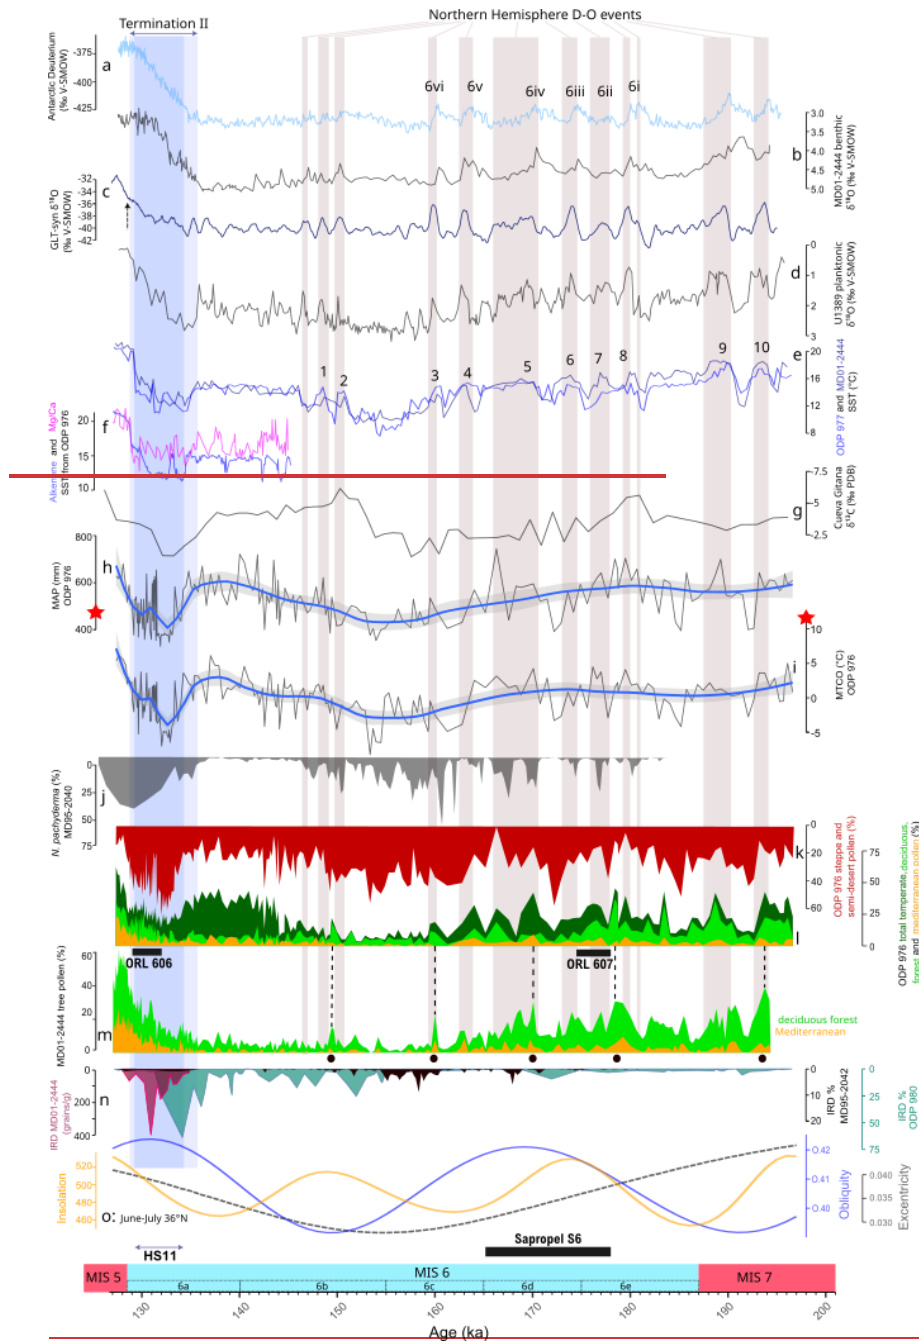 Northern Hemisphere D-O events
Termination II
Antarctic Deuterium
(‰ V-SMOW)
-375
-400
-425
a
6vi
6v
6iv
6iii
6ii
6i
3.0
3.5
4.0
4.5
5.0
b
MD01-2444 benthic
δ¹⁸O (‰ V-SMOW)
GLT-syn δ¹⁸O
(‰ V-SMOW)
-32
-34
-36
-38
-40
-42
c
0
1
2
3
d
U1389 planktonic
δ¹⁸O (‰ V-SMOW)
1
2
3
4
5
6
7
8
9
10
e
20
16
12
8
ODP 977 and MD01-2444
SST (°C)
Alkenone and Mg/Ca
SST from ODP 976
20
15
10
f
-7.5
-5
-2.5
g
Cueva Gitana
δ¹³C (‰ PDB)
MAP (mm)
ODP 976
800
600
400
h
10
5
0
-5
i
MTCO (°C)
ODP 976
N. pachyderma (%)
MD95-2040
0
25
50
75
j
k
0
20
40
60
ODP 976 steppe and
semi-desert pollen (%)
75
50
25
0
l
ODP 976 total temperate, deciduous,
forest and mediterranean pollen (%)
ORL 606
ORL 607
MD01-2444 tree pollen (%)
60
40
20
0
m
deciduous forest
Mediterranean
IRD MD01-2444
(grains/g)
0
200
400
n
0
10
20
IRD %
MD95-2042
0
25
50
75
IRD %
ODP 980
Insolation
520
500
480
460
o: June-July 36°N
0.42
0.41
0.40
Obliquity
0.040
0.035
0.030
Excentricity
HS11
Sapropel S6
MIS 5
MIS 6
MIS 7
6a
6b
6c
6d
6e
130
140
150
160
170
180
190
200
Age (ka)